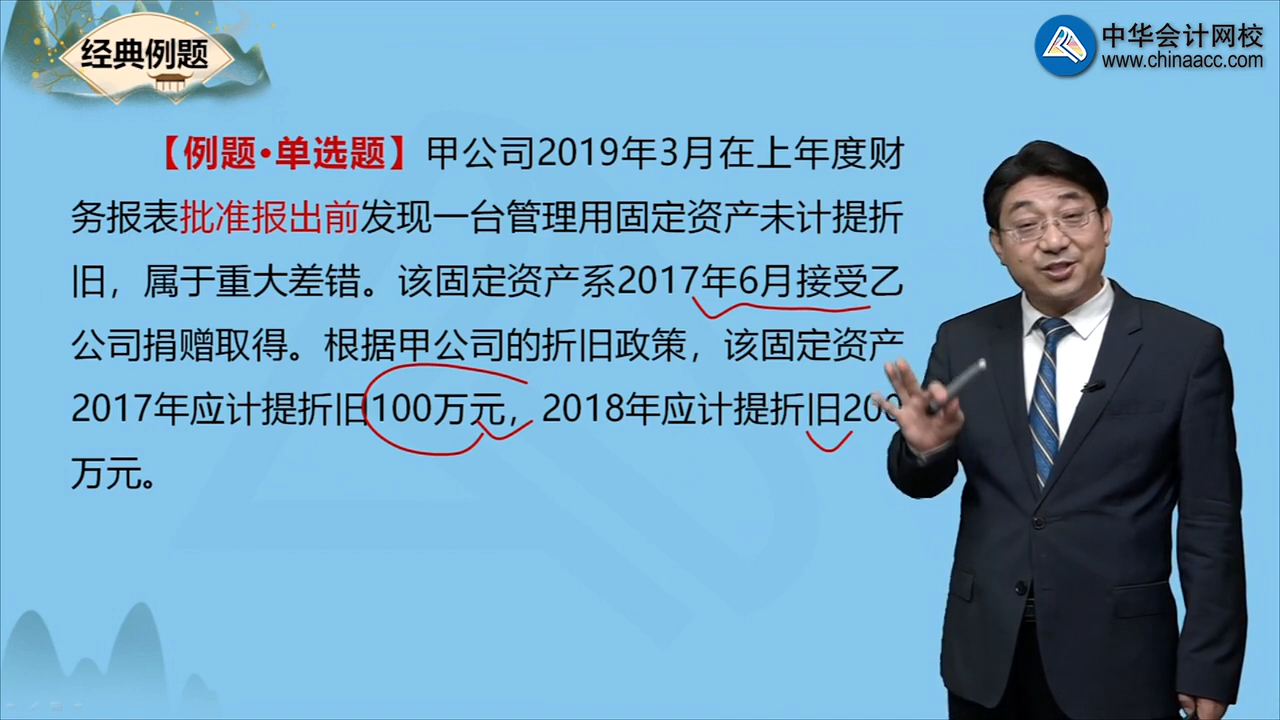 经典例题
中华会计网校
www.chinaacc.com
【例题•单选题】甲公司2019年3月在上年度财
务报表批准报出前发现一台管理用固定资产未计提折
旧，属于重大差错。该固定资产系2017年6月接受乙
公司捐赠取得。根据甲公司的折旧政策，该固定资产
2017年应计提折旧100万元，2018年应计提折旧200
万元。